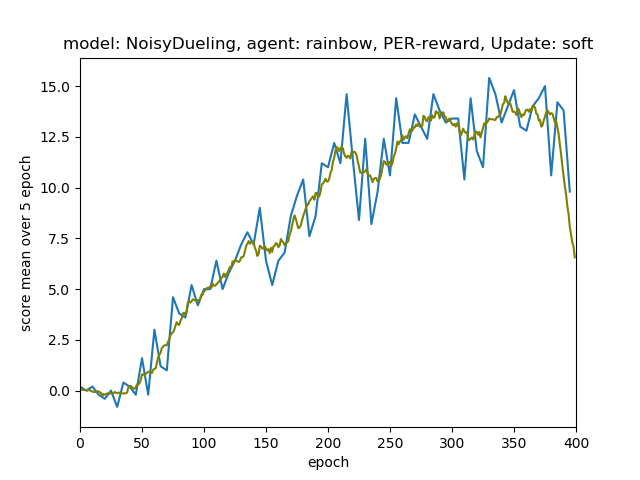 model: NoisyDueling, agent: rainbow, PER-reward, Update: soft
score mean over 5 epoch
15.0
12.5
10.0
7.5
5.0
2.5
0.0
0 50 100 150 200 250 300 350 400
epoch